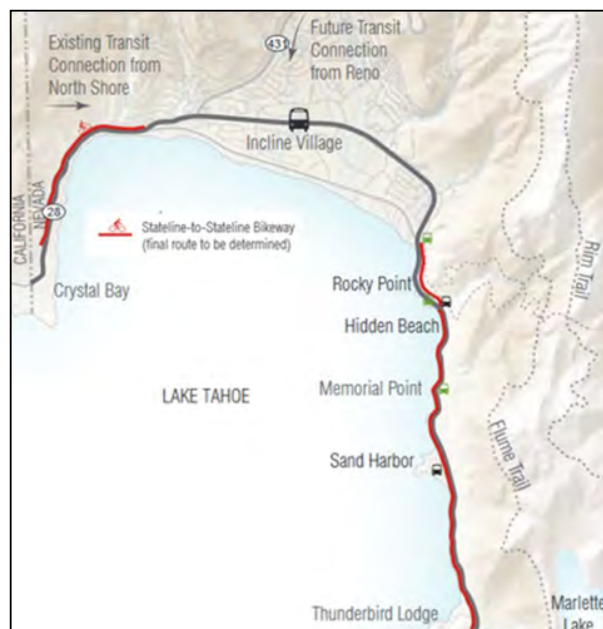 Existing Transit
Connection from
North Shore
431
Future Transit
Connection
from Reno
Incline Village
CALIFORNIA
NEVADA
28
Stateline-to-Stateline Bikeway
(final route to be determined)
Crystal Bay
Rocky Point
Hidden Beach
Rim Trail
LAKE TAHOE
Memorial Point
Sand Harbor
Flume Trail
Thunderbird Lodge
Marlette
Lake